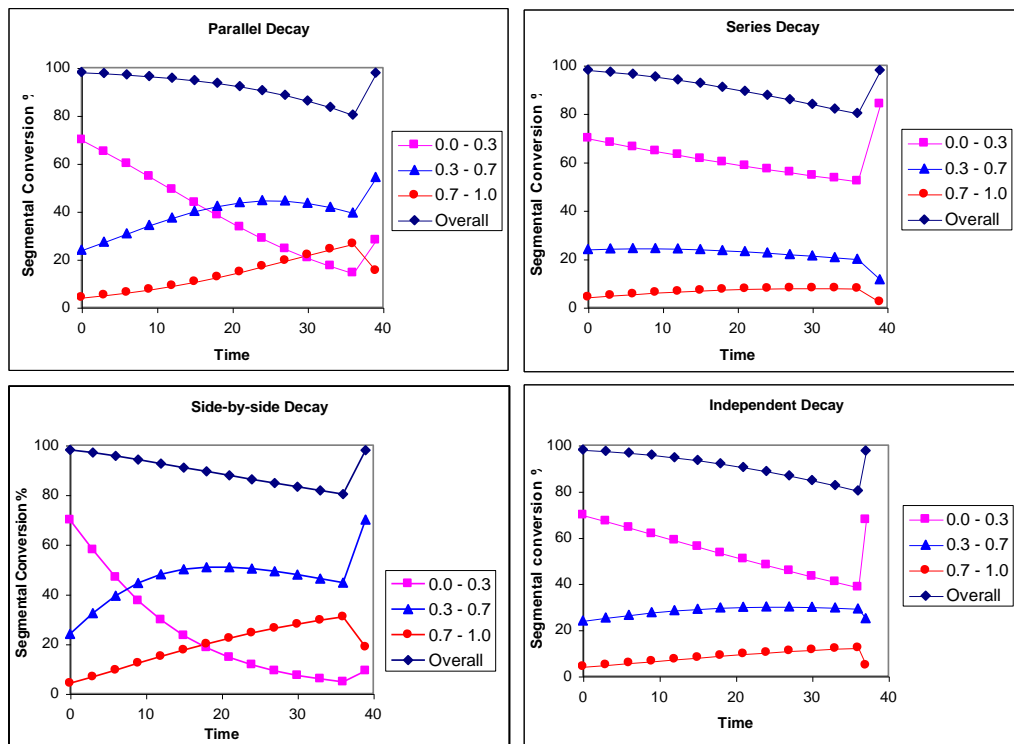 Parallel Decay
Segmental Conversion %
100
80
60
40
20
0
0 10 20 30 40
Time
0.0 - 0.3
0.3 - 0.7
0.7 - 1.0
Overall
Series Decay
Segmental Conversion %
100
80
60
40
20
0
0 10 20 30 40
Time
0.0 - 0.3
0.3 - 0.7
0.7 - 1.0
Overall
Side-by-side Decay
Segmental Conversion %
100
80
60
40
20
0
0 10 20 30 40
Time
0.0 - 0.3
0.3 - 0.7
0.7 - 1.0
Overall
Independent Decay
Segmental conversion %
100
80
60
40
20
0
0 10 20 30 40
Time
0.0 - 0.3
0.3 - 0.7
0.7 - 1.0
Overall